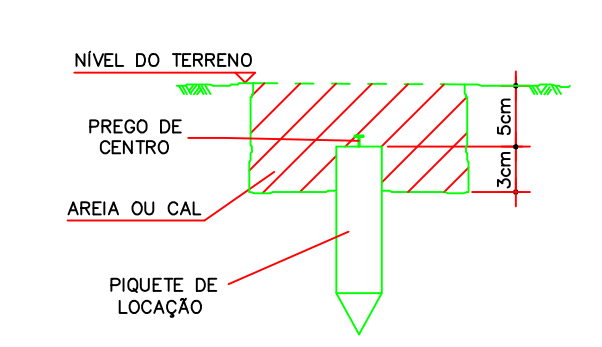 NÍVEL DO TERRENO
PREGO DE
CENTRO
5cm
3cm
AREIA OU CAL
PIQUETE DE
LOCAÇÃO